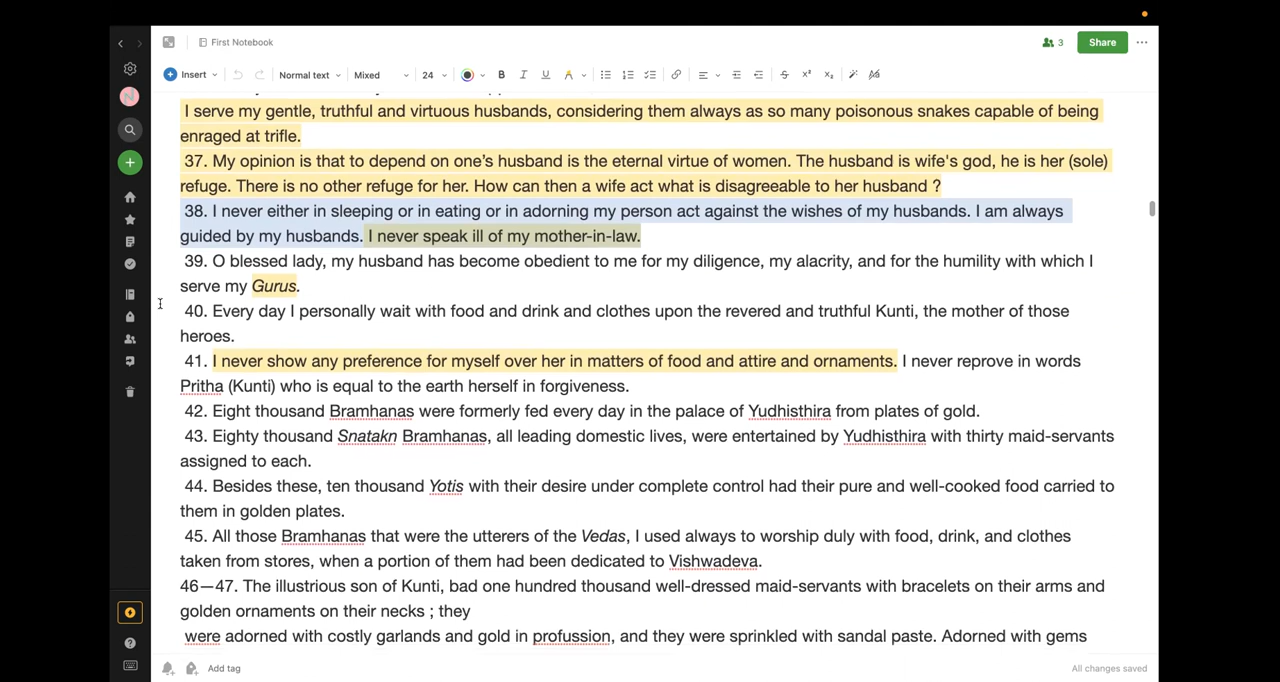 First Notebook
3
Share
Insert
Normal text
Mixed
24
I serve my gentle, truthful and virtuous husbands, considering them always as so many poisonous snakes capable of being
enraged at trifle.
37. My opinion is that to depend on one's husband is the eternal virtue of women. The husband is wife's god, he is her (sole)
refuge. There is no other refuge for her. How can then a wife act what is disagreeable to her husband ?
38. I never either in sleeping or in eating or in adorning my person act against the wishes of my husbands. I am always
guided by my husbands. I never speak ill of my mother-in-law.
39. O blessed lady, my husband has become obedient to me for my diligence, my alacrity, and for the humility with which I
serve my Gurus.
40. Every day I personally wait with food and drink and clothes upon the revered and truthful Kunti, the mother of those
heroes.
41. I never show any preference for myself over her in matters of food and attire and ornaments. I never reprove in words
Pritha (Kunti) who is equal to the earth herself in forgiveness.
42. Eight thousand Bramhanas were formerly fed every day in the palace of Yudhisthira from plates of gold.
43. Eighty thousand Snatakn Bramhanas, all leading domestic lives, were entertained by Yudhisthira with thirty maid-servants
assigned to each.
44. Besides these, ten thousand Yotis with their desire under complete control had their pure and well-cooked food carried to
them in golden plates.
45. All those Bramhanas that were the utterers of the Vedas, I used always to worship duly with food, drink, and clothes
taken from stores, when a portion of them had been dedicated to Vishwadeva.
46—47. The illustrious son of Kunti, bad one hundred thousand well-dressed maid-servants with bracelets on their arms and
golden ornaments on their necks ; they
were adorned with costly garlands and gold in profussion, and they were sprinkled with sandal paste. Adorned with gems
Add tag
All changes saved